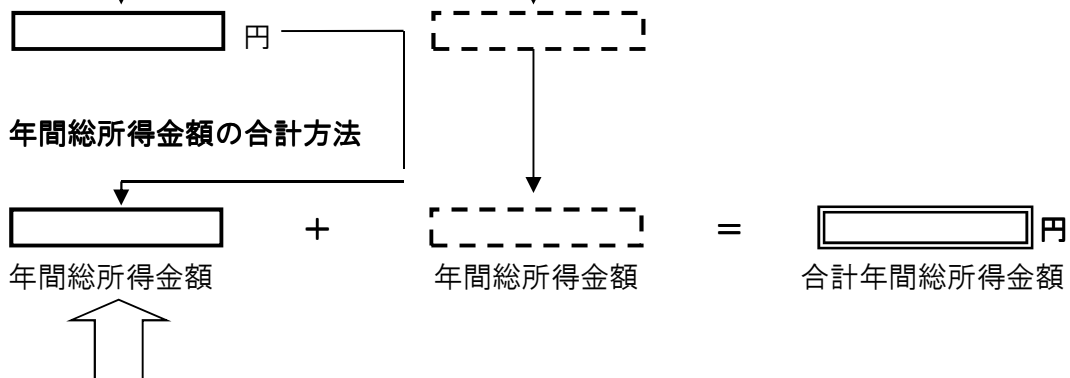 円
年間総所得金額の合計方法
+ = 円
年間総所得金額 年間総所得金額 合計年間総所得金額